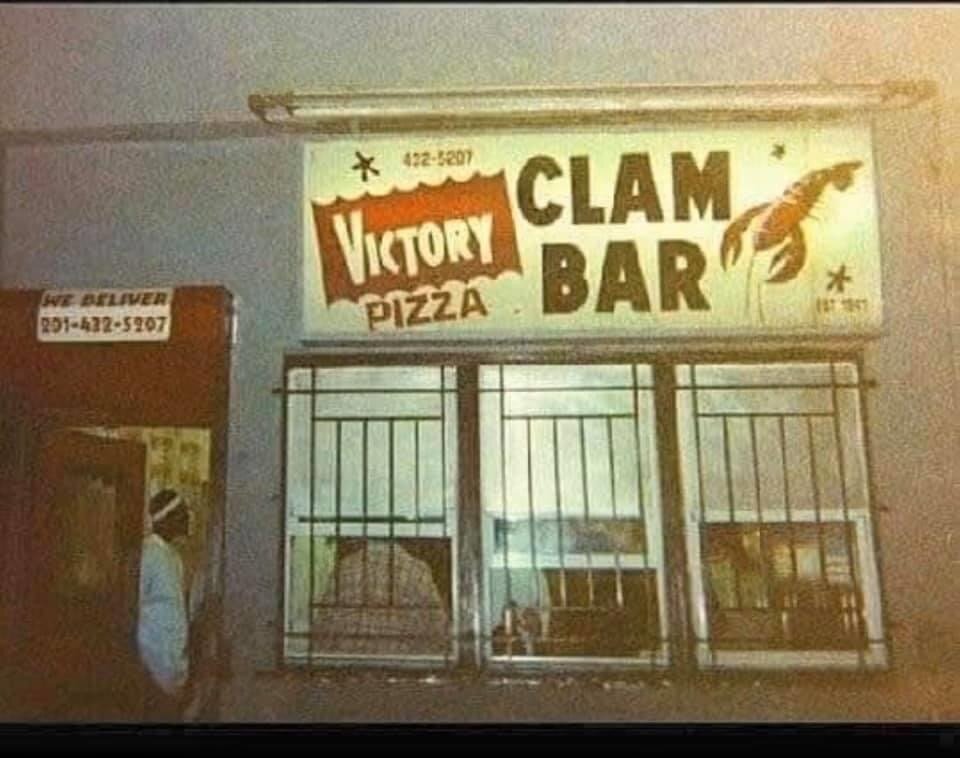 422-5207
VICTORY
PIZZA
CLAM
BAR
WE DELIVER
201-432-5207